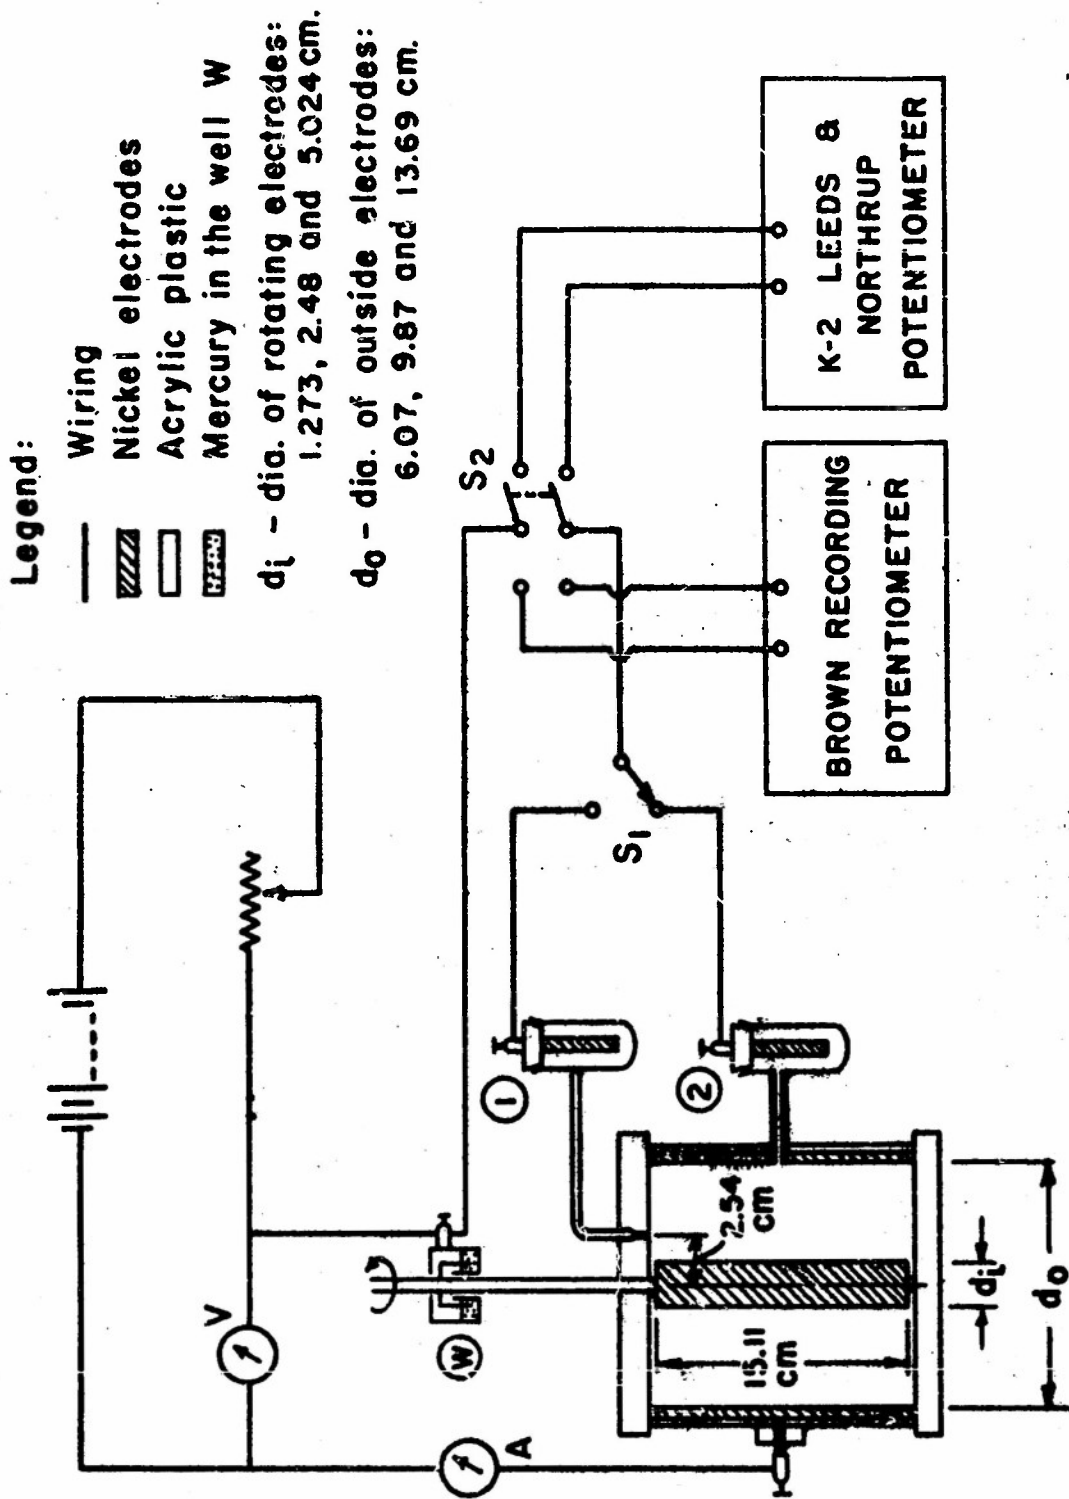 Legend:
Wiring
Nickel electrodes
Acrylic plastic
Mercury in the well W
di - dia. of rotating electrodes:
1.273, 2.48 and 5.024 cm.
do - dia. of outside electrodes:
6.07, 9.87 and 13.69 cm.
V
A
W
1
2
S1
S2
2.54
cm
15.11
cm
di
do
BROWN RECORDING
POTENTIOMETER
K-2 LEEDS &
NORTHRUP
POTENTIOMETER